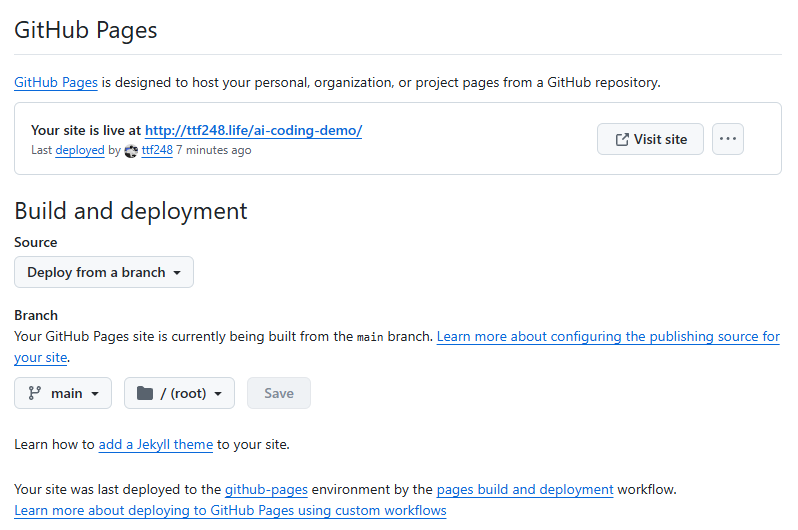 GitHub Pages
GitHub Pages is designed to host your personal, organization, or project pages from a GitHub repository.
Your site is live at http://ttf248.life/ai-coding-demo/
Last deployed by ttf248 7 minutes ago
Visit site
Build and deployment
Source
Deploy from a branch
Branch
Your GitHub Pages site is currently being built from the main branch. Learn more about configuring the publishing source for
your site.
main
/ (root)
Save
Learn how to add a Jekyll theme to your site.
Your site was last deployed to the github-pages environment by the pages build and deployment workflow.
Learn more about deploying to GitHub Pages using custom workflows